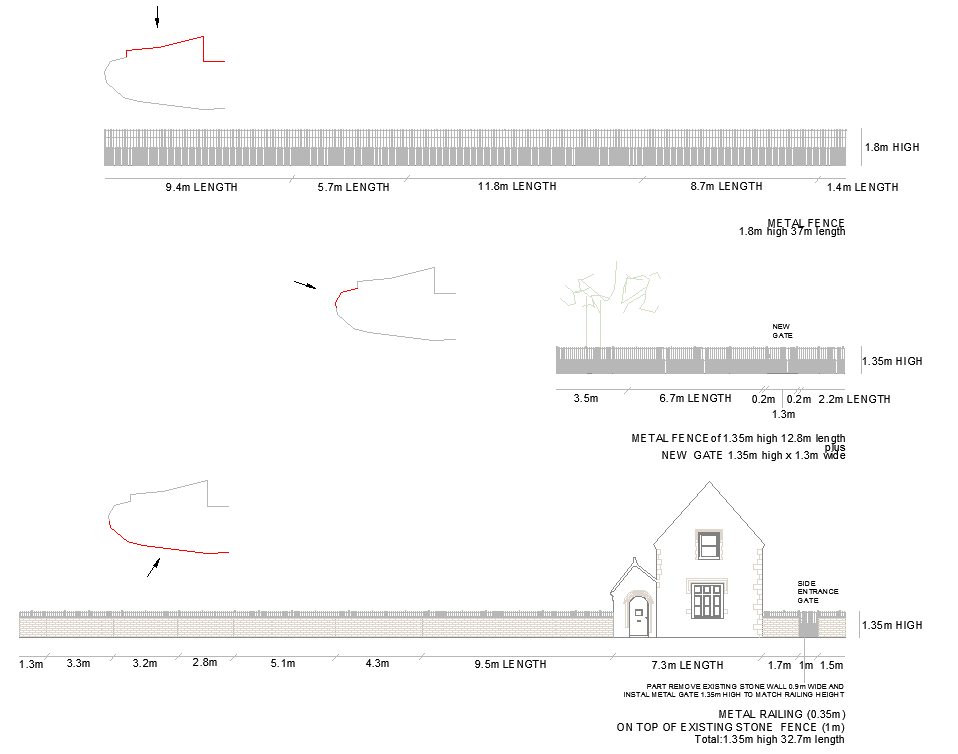 1.8m HIGH
9.4m LENGTH
5.7m LENGTH
11.8m LENGTH
8.7m LENGTH
1.4m LENGTH
METAL FENCE
1.8m high 37m length
NEW
GATE
1.35m HIGH
3.5m
6.7m LENGTH
0.2m
0.2m
2.2m LENGTH
1.3m
METAL FENCE of 1.35m high 12.8m length
plus
NEW GATE 1.35m high x 1.3m wide
SIDE
ENTRANCE
GATE
1.35m HIGH
1.3m
3.3m
3.2m
2.8m
5.1m
4.3m
9.5m LENGTH
7.3m LENGTH
1.7m
1m
1.5m
PART REMOVE EXISTING STONE WALL 0.9m WIDE AND
INSTAL METAL GATE 1.35m HIGH TO MATCH RAILING HEIGHT
METAL RAILING (0.35m)
ON TOP OF EXISTING STONE FENCE (1m)
Total:1.35m high 32.7m length